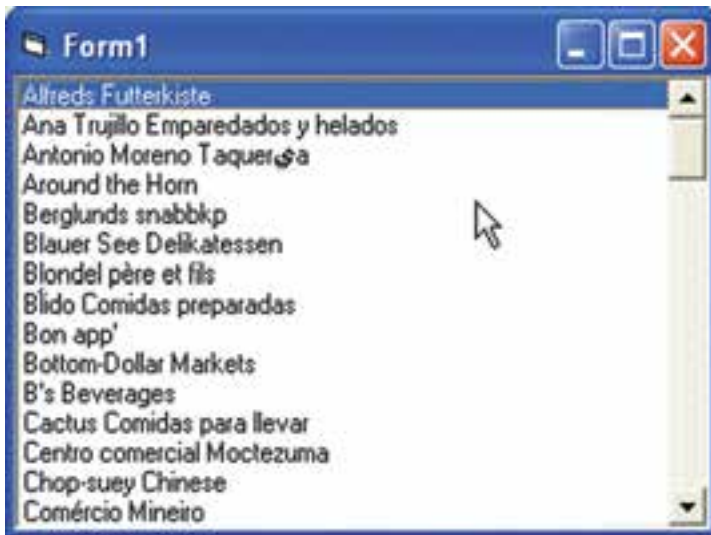 Form1
Alfreds Futterkiste
Ana Trujillo Emparedados y helados
Antonio Moreno Taquerيa
Around the Horn
Berglunds snabbkp
Blauer See Delikatessen
Blondel père et fils
Blido Comidas preparadas
Bon app'
Bottom-Dollar Markets
B's Beverages
Cactus Comidas para llevar
Centro comercial Moctezuma
Chop-suey Chinese
Comércio Mineiro